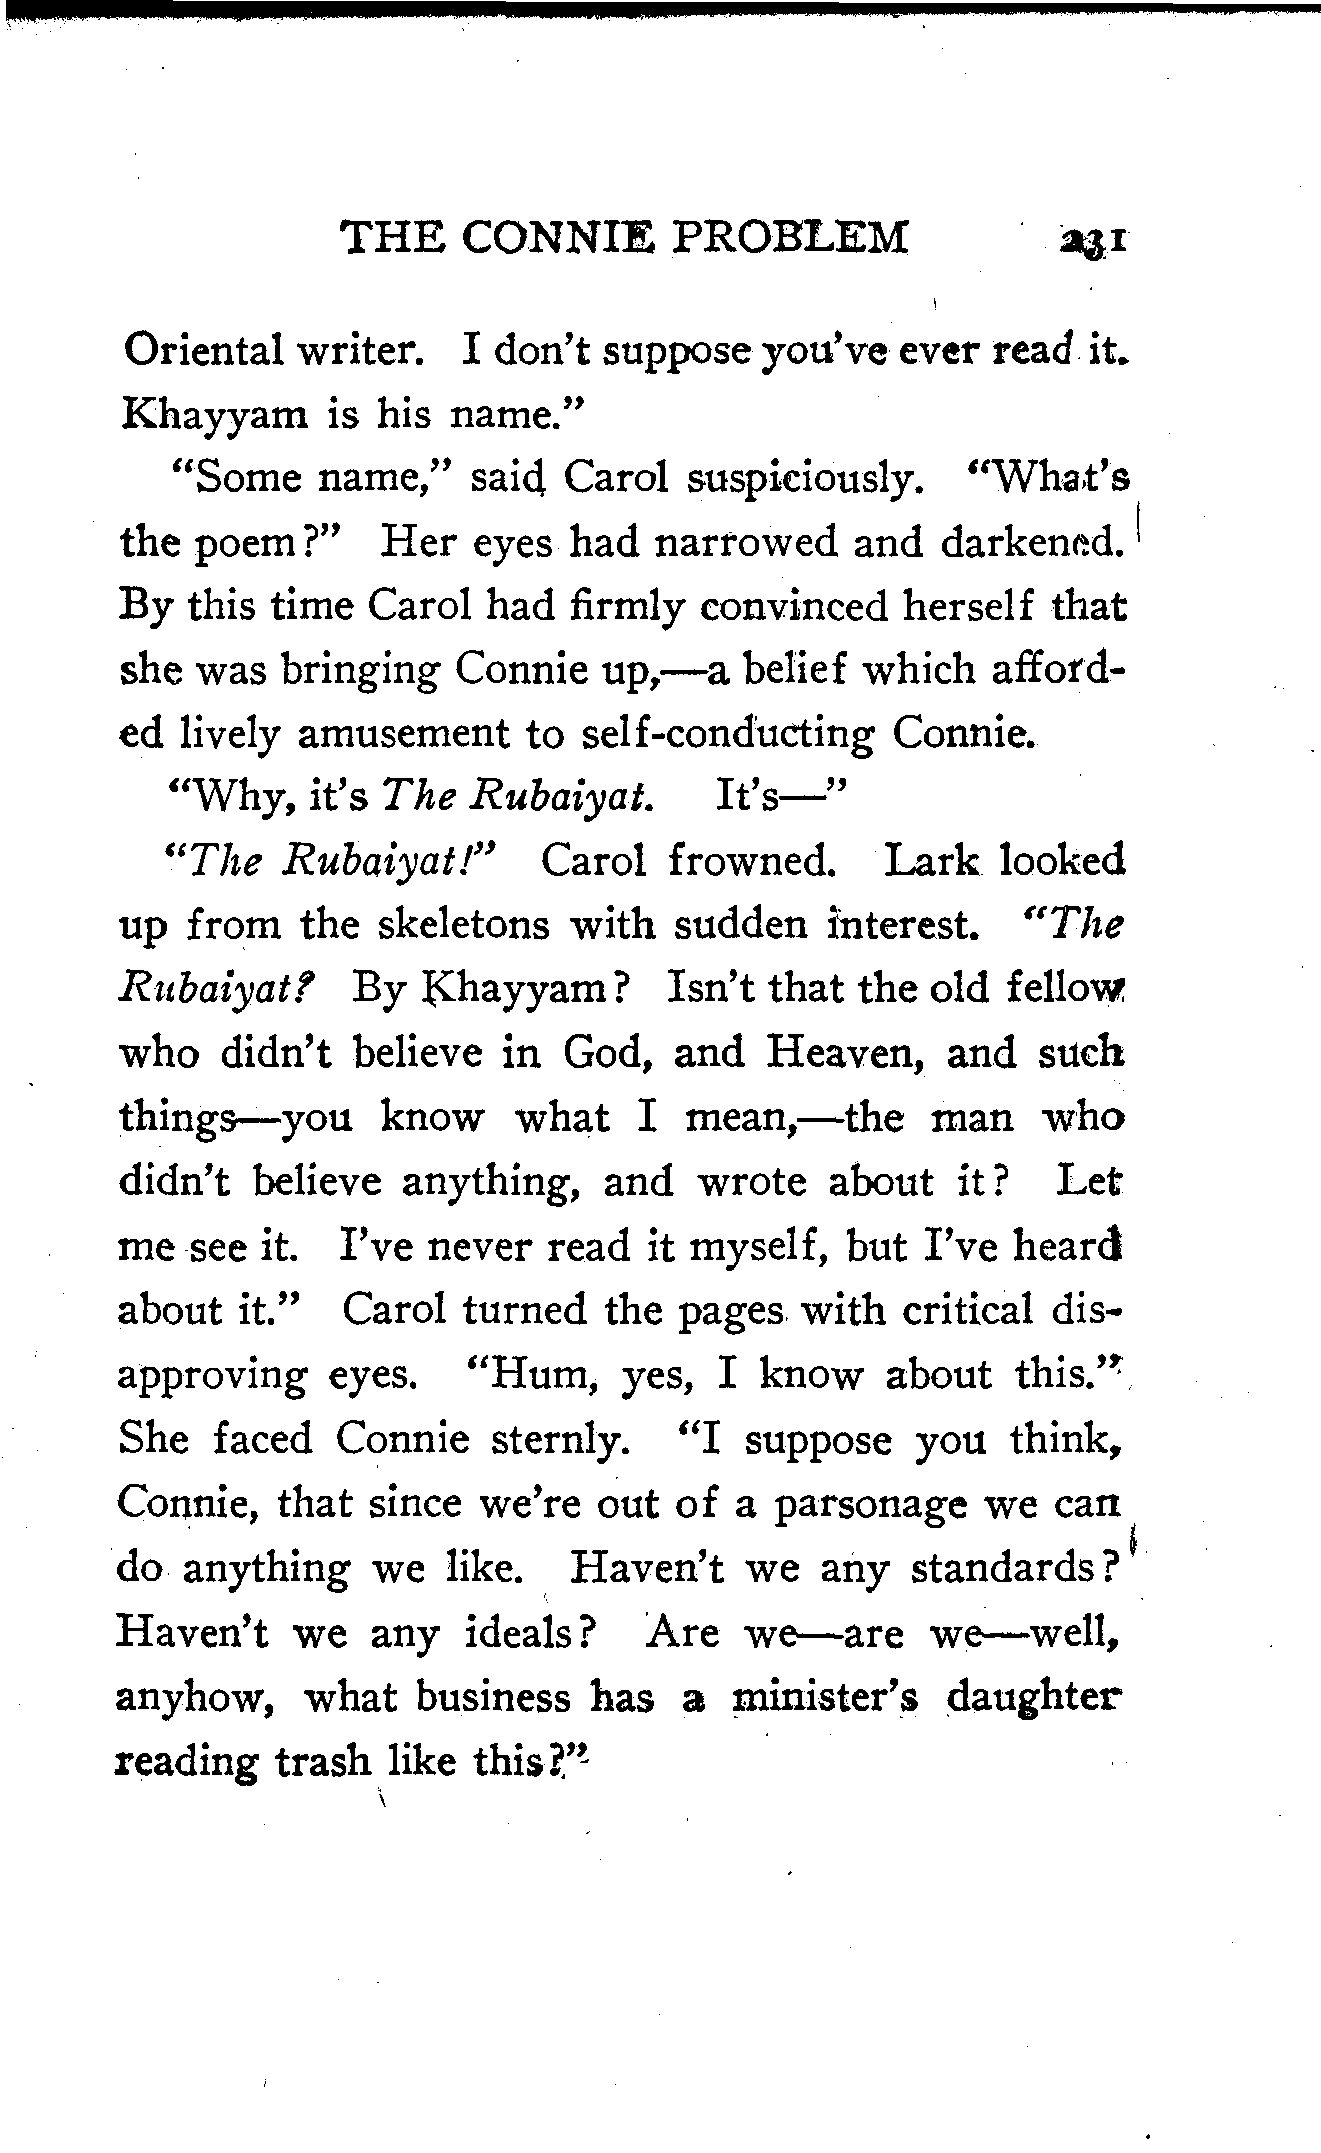 THE CONNIE PROBLEM 231
Oriental writer. I don't suppose you've ever read it.
Khayyam is his name."
"Some name," said Carol suspiciously. "What's
the poem?" Her eyes had narrowed and darkened.
By this time Carol had firmly convinced herself that
she was bringing Connie up,—a belief which afford-
ed lively amusement to self-conducting Connie.
"Why, it's The Rubaiyat. It's—"
"The Rubaiyat!" Carol frowned. Lark looked
up from the skeletons with sudden interest. "The
Rubaiyat? By Khayyam? Isn't that the old fellow
who didn't believe in God, and Heaven, and such
things—you know what I mean,—the man who
didn't believe anything, and wrote about it? Let
me see it. I've never read it myself, but I've heard
about it." Carol turned the pages with critical dis-
approving eyes. "Hum, yes, I know about this."
She faced Connie sternly. "I suppose you think,
Connie, that since we're out of a parsonage we can
do anything we like. Haven't we any standards?
Haven't we any ideals? Are we—are we—well,
anyhow, what business has a minister's daughter
reading trash like this?"